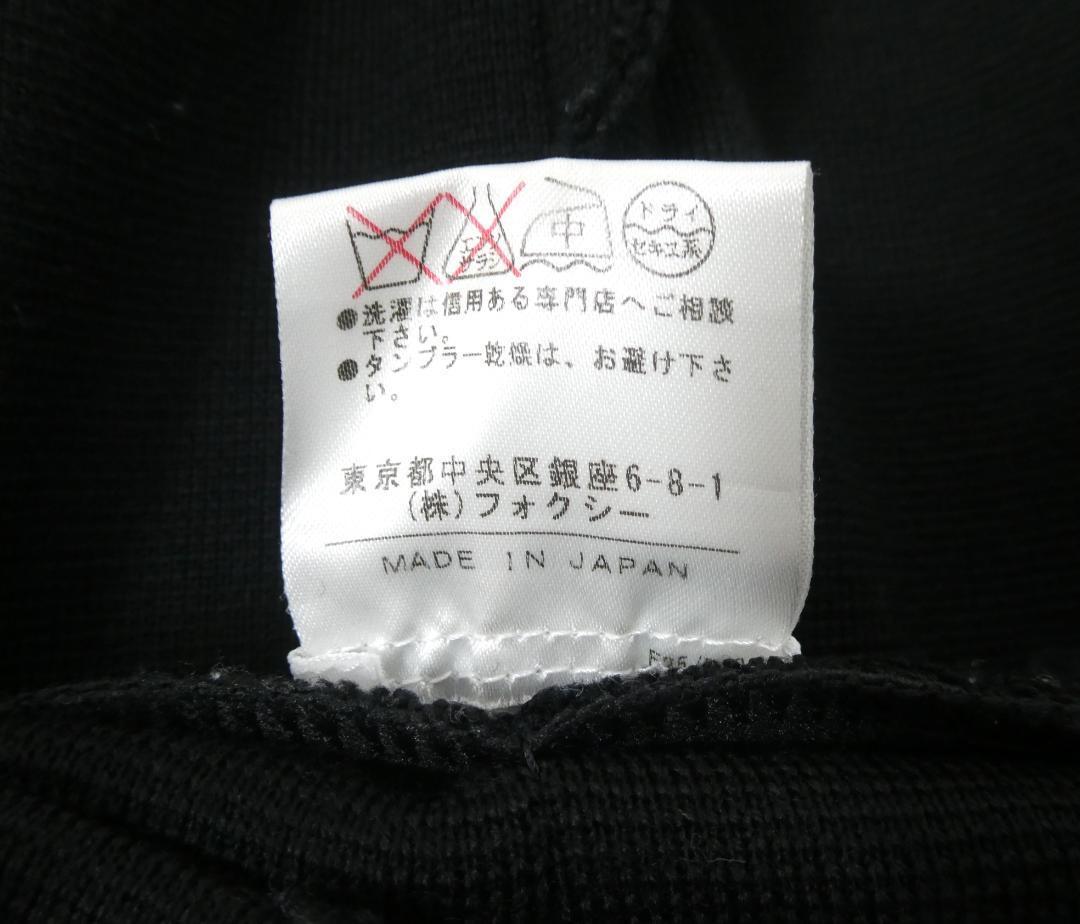 エンソ
サラシ
中
ドライ
セキユ系
●洗濯は信用ある専門店へご相談
下さい。
●タンブラー乾燥は、お避け下さ
い。
東京都中央区銀座6-8-1
(株)フォクシー
MADE IN JAPAN